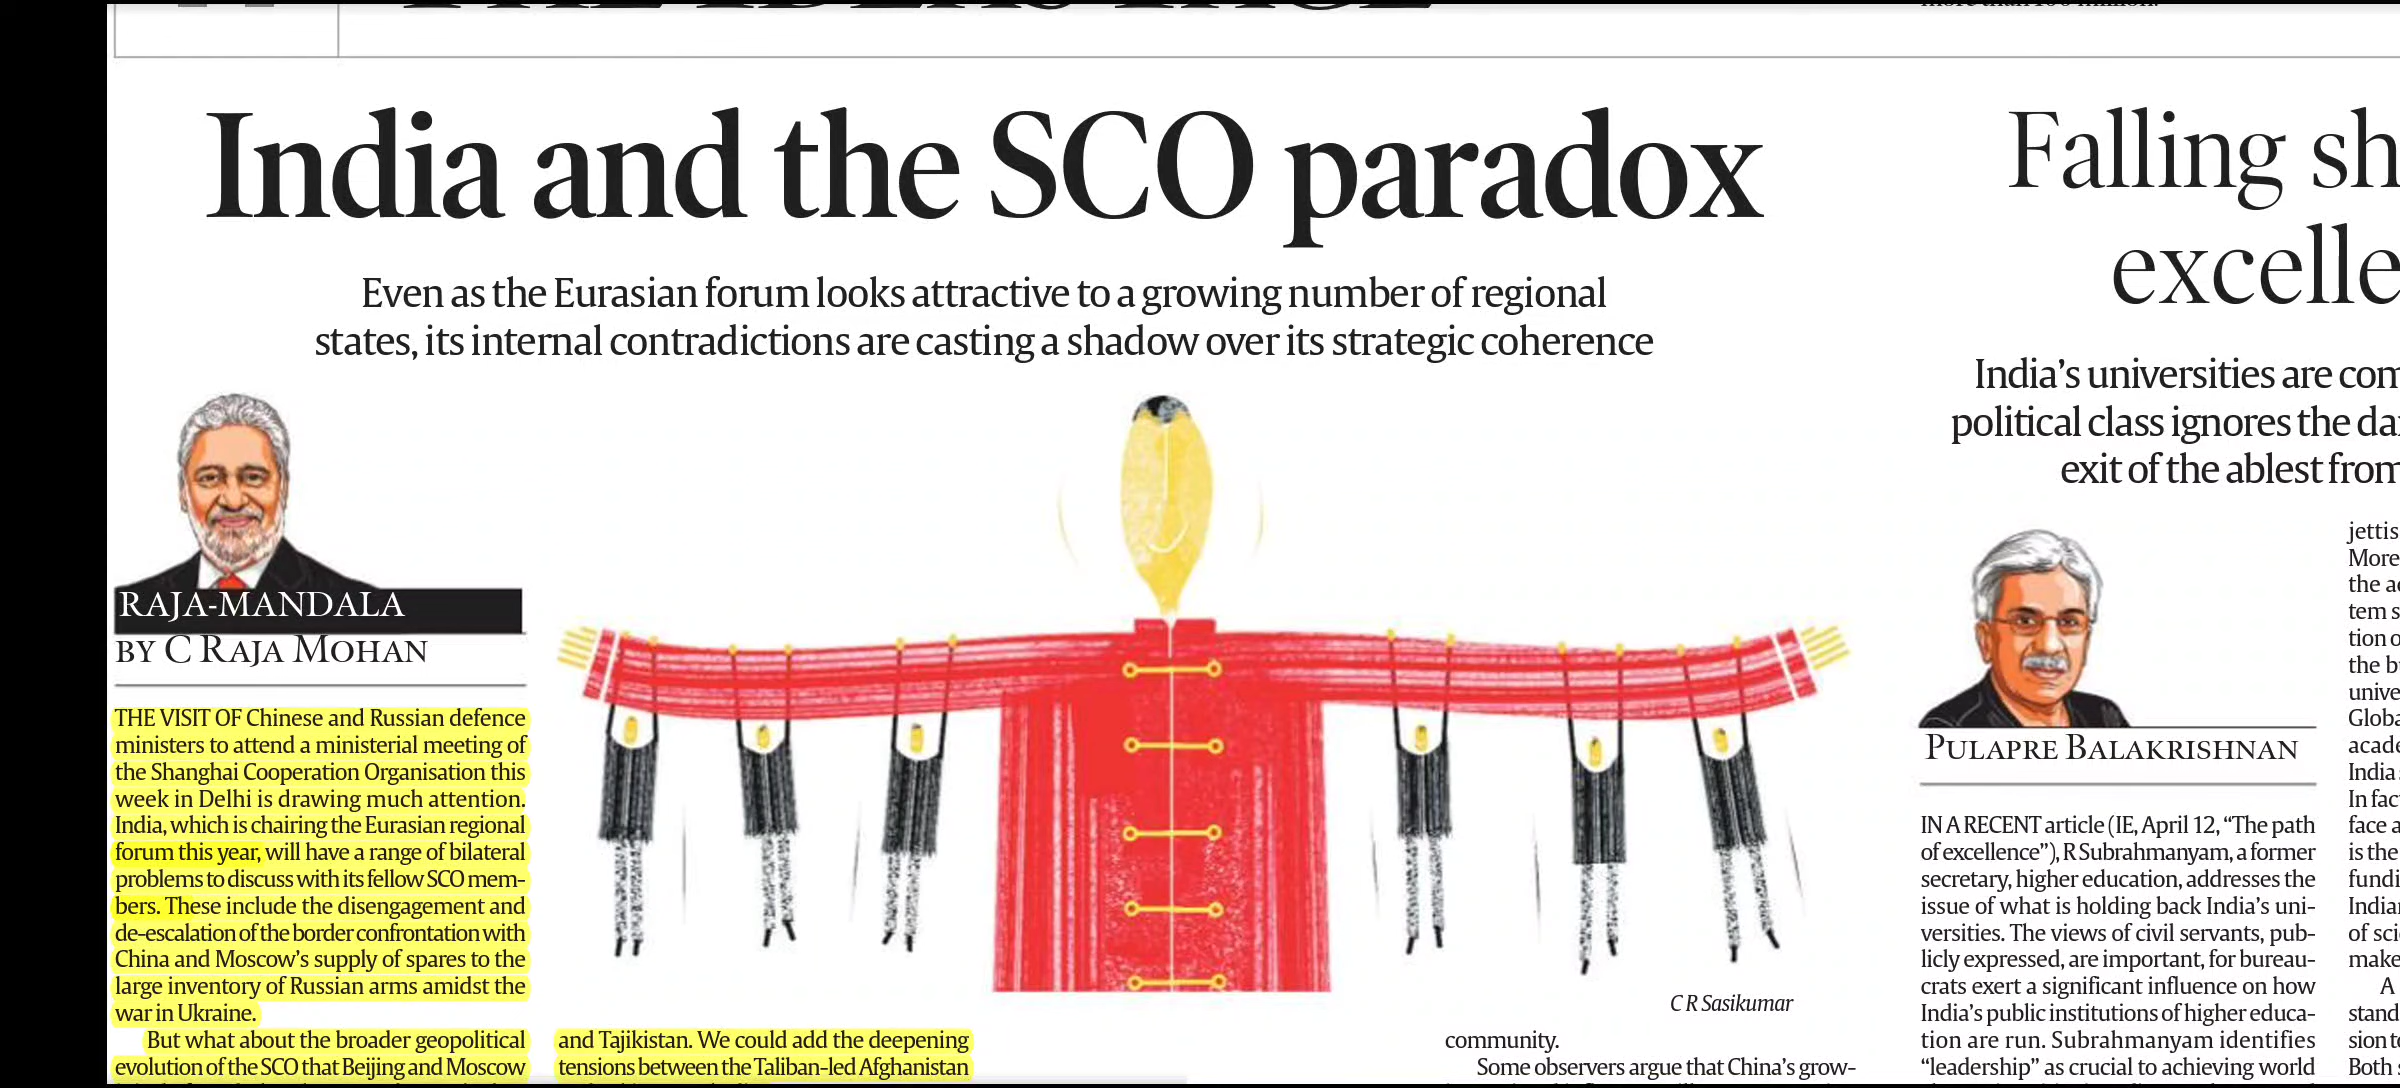 India and the SCO paradox
Even as the Eurasian forum looks attractive to a growing number of regional
states, its internal contradictions are casting a shadow over its strategic coherence
RAJA-MANDALA
BY C RAJA MOHAN
THE VISIT OF Chinese and Russian defence
ministers to attend a ministerial meeting of
the Shanghai Cooperation Organisation this
week in Delhi is drawing much attention.
India, which is chairing the Eurasian regional
forum this year, will have a range of bilateral
problems to discuss with its fellow SCO mem-
bers. These include the disengagement and
de-escalation of the border confrontation with
China and Moscow's supply of spares to the
large inventory of Russian arms amidst the
war in Ukraine.
But what about the broader geopolitical
evolution of the SCO that Beijing and Moscow
C R Sasikumar
and Tajikistan. We could add the deepening
tensions between the Taliban-led Afghanistan
community.
Some observers argue that China's grow-
Falling sh
excelle
India's universities are com
political class ignores the da
exit of the ablest from
PULAPRE BALAKRISHNAN
IN A RECENT article (IE, April 12, “The path
of excellence”), R Subrahmanyam, a former
secretary, higher education, addresses the
issue of what is holding back India's uni-
versities. The views of civil servants, pub-
licly expressed, are important, for bureau-
crats exert a significant influence on how
India's public institutions of higher educa-
tion are run. Subrahmanyam identifies
“leadership” as crucial to achieving world
jettis
More
the a
tem s
tion o
the b
unive
Globa
acade
India
In fac
face a
is the
fundi
Indian
of sci
make
A
stand
sion t
Both